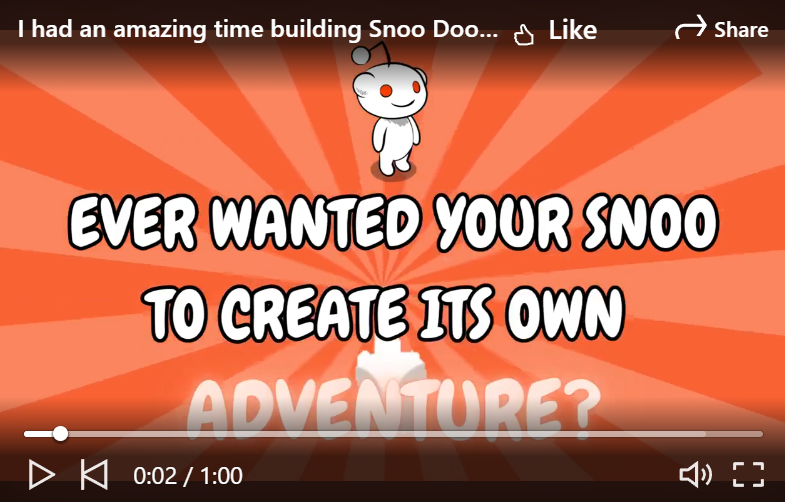 I had an amazing time building Snoo Doo...
Like
Share
EVER WANTED YOUR SNOO
TO CREATE ITS OWN
ADVENTURE?
0:02 / 1:00